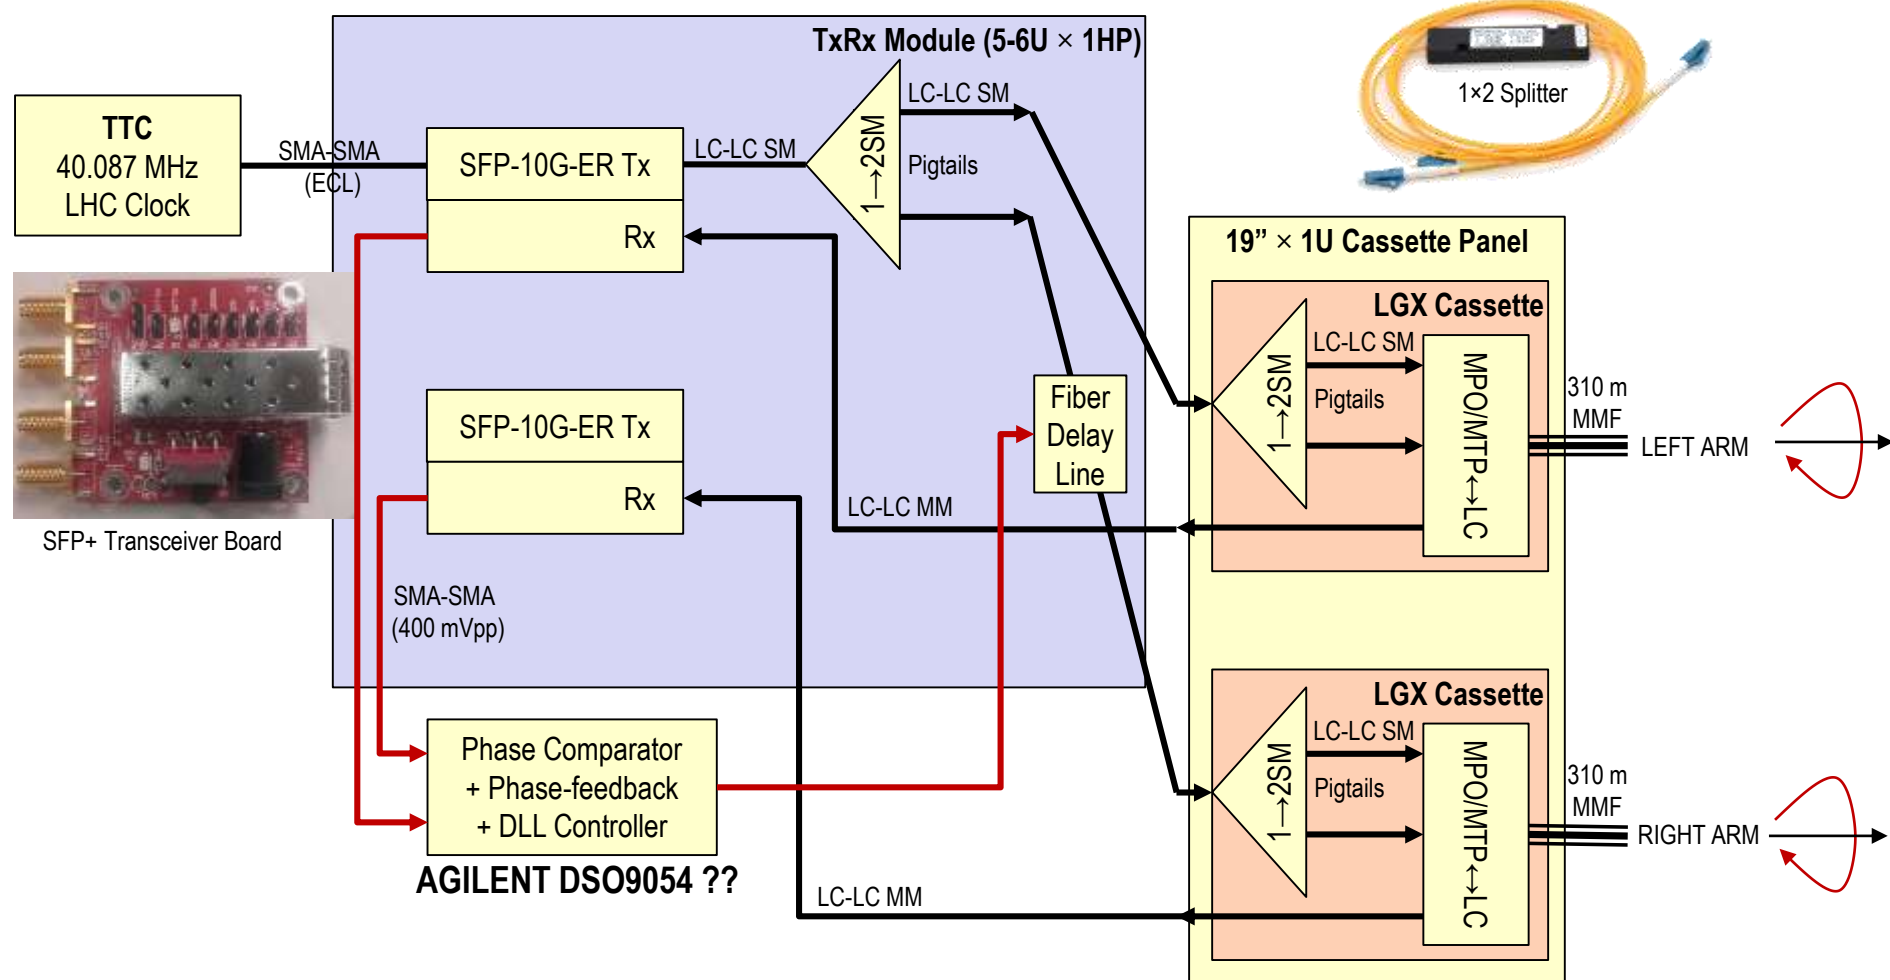 TxRx Module (5-6U × 1HP)
1×2 Splitter
TTC
40.087 MHz
LHC Clock
SMA-SMA
(ECL)
SFP-10G-ER Tx
Rx
LC-LC SM
1→2SM
LC-LC SM
Pigtails
SFP+ Transceiver Board
SFP-10G-ER Tx
Rx
SMA-SMA
(400 mVpp)
Fiber
Delay
Line
LC-LC MM
19” × 1U Cassette Panel
LGX Cassette
1→2SM
LC-LC SM
Pigtails
MPO/MTP↔LC
310 m
MMF
LEFT ARM
Phase Comparator
+ Phase-feedback
+ DLL Controller
AGILENT DSO9054 ??
LC-LC MM
LGX Cassette
1→2SM
LC-LC SM
Pigtails
MPO/MTP↔LC
310 m
MMF
RIGHT ARM